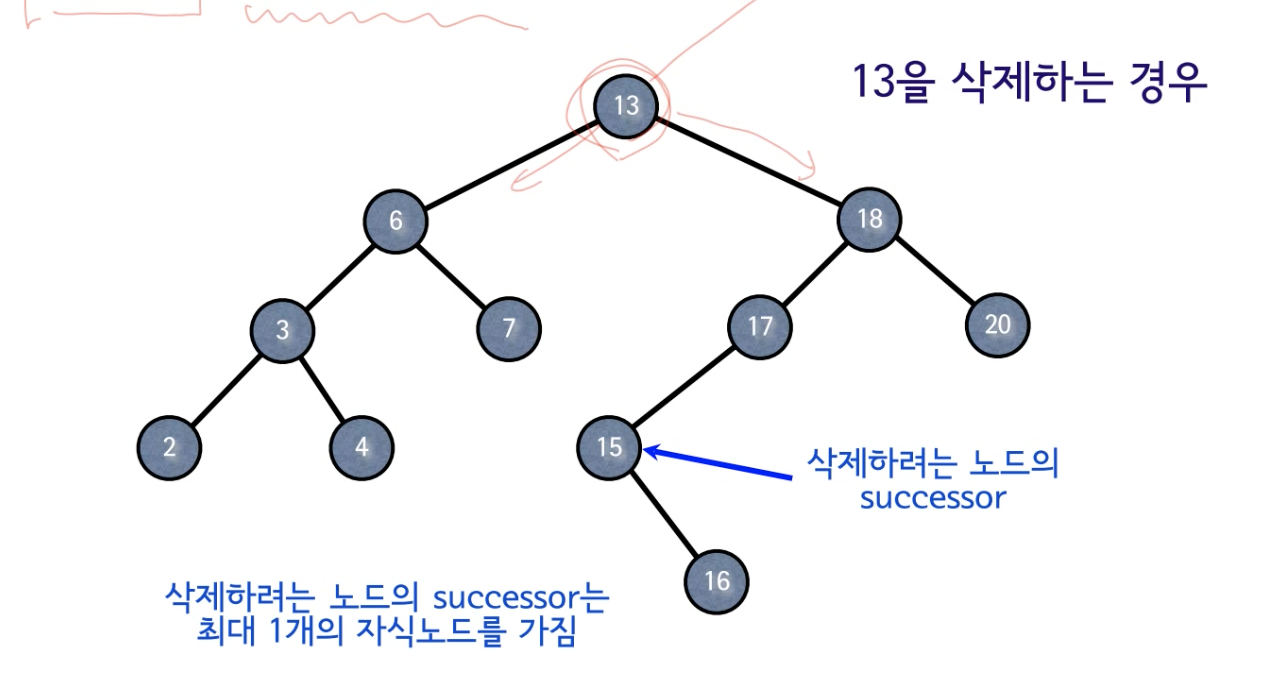 13을 삭제하는 경우
13
6
18
3
7
17
20
2
4
15
삭제하려는 노드의
successor
16
삭제하려는 노드의 successor는
최대 1개의 자식노드를 가짐